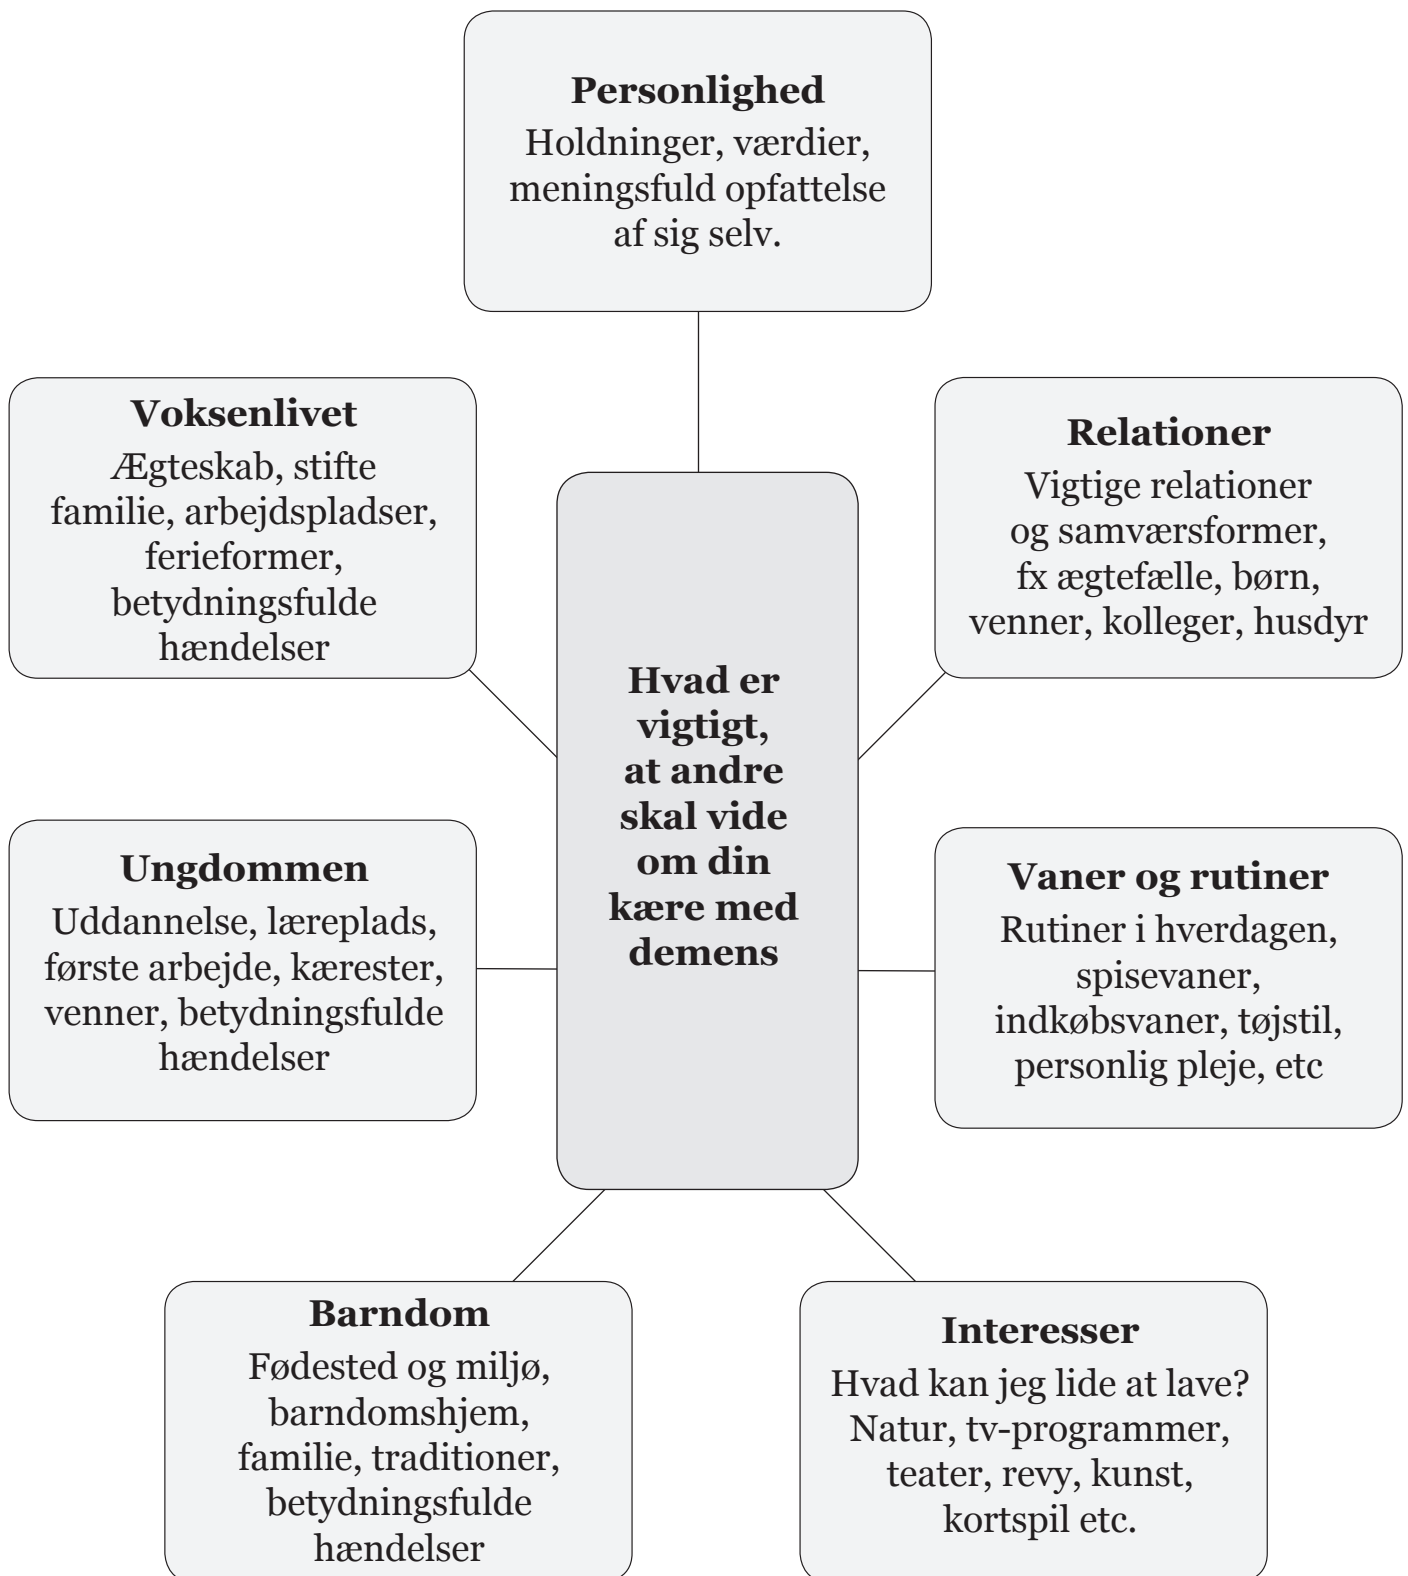 Personlighed
Holdninger, værdier,
meningsfuld opfattelse
af sig selv.
Voksenlivet
Ægteskab, stifte
familie, arbejdspladser,
ferieformer,
betydningsfulde
hændelser
Relationer
Vigtige relationer
og samværsformer,
fx ægtefælle, børn,
venner, kolleger, husdyr
Hvad er
vigtigt,
at andre
skal vide
om din
kære med
demens
Ungdommen
Uddannelse, læreplads,
første arbejde, kærester,
venner, betydningsfulde
hændelser
Vaner og rutiner
Rutiner i hverdagen,
spisevaner,
indkøbsvaner, tøjstil,
personlig pleje, etc
Barndom
Fødested og miljø,
barndomshjem,
familie, traditioner,
betydningsfulde
hændelser
Interesser
Hvad kan jeg lide at lave?
Natur, tv-programmer,
teater, revy, kunst,
kortspil etc.